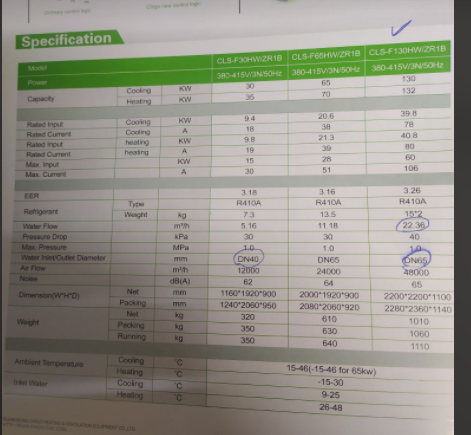 Specification
Model CLS-F30HW/ZR1B CLS-F65HW/ZR1B CLS-F130HW/ZR1B
Power 380-415V/3N/50Hz 380-415V/3N/50Hz 380-415V/3N/50Hz
Capacity Cooling KW 30 65 130
Heating KW 35 70 132
Rated Input Cooling KW 9.4 20.6 39.8
Rated Current Cooling A 18 38 78
Rated Input heating KW 9.8 21.3 40.8
Rated Current heating A 19 39 80
Max. Input KW 15 28 60
Max. Current A 30 51 106
EER 3.18 3.16 3.26
Refrigerant Type R410A R410A R410A
Weight kg 7.3 13.5 15*2
Water Flow m³/h 5.16 11.18 22.36
Pressure Drop kPa 30 30 40
Max. Pressure MPa 1.0 1.0 1.0
Water Inlet/Outlet Diameter mm DN40 DN65 DN65
Air Flow m³/h 12000 24000 48000
Noise dB(A) 62 64 65
Dimension(W*H*D) Net mm 1160*1920*900 2000*1920*900 2200*2200*1100
Packing mm 1240*2060*950 2080*2060*920 2280*2360*1140
Weight Net kg 320 610 1010
Packing kg 350 630 1060
Running kg 350 640 1110
Ambient Temperature Cooling °C 15-46(-15-46 for 65kw)
Heating °C -15-30
Inlet Water Cooling °C 9-25
Heating °C 26-48